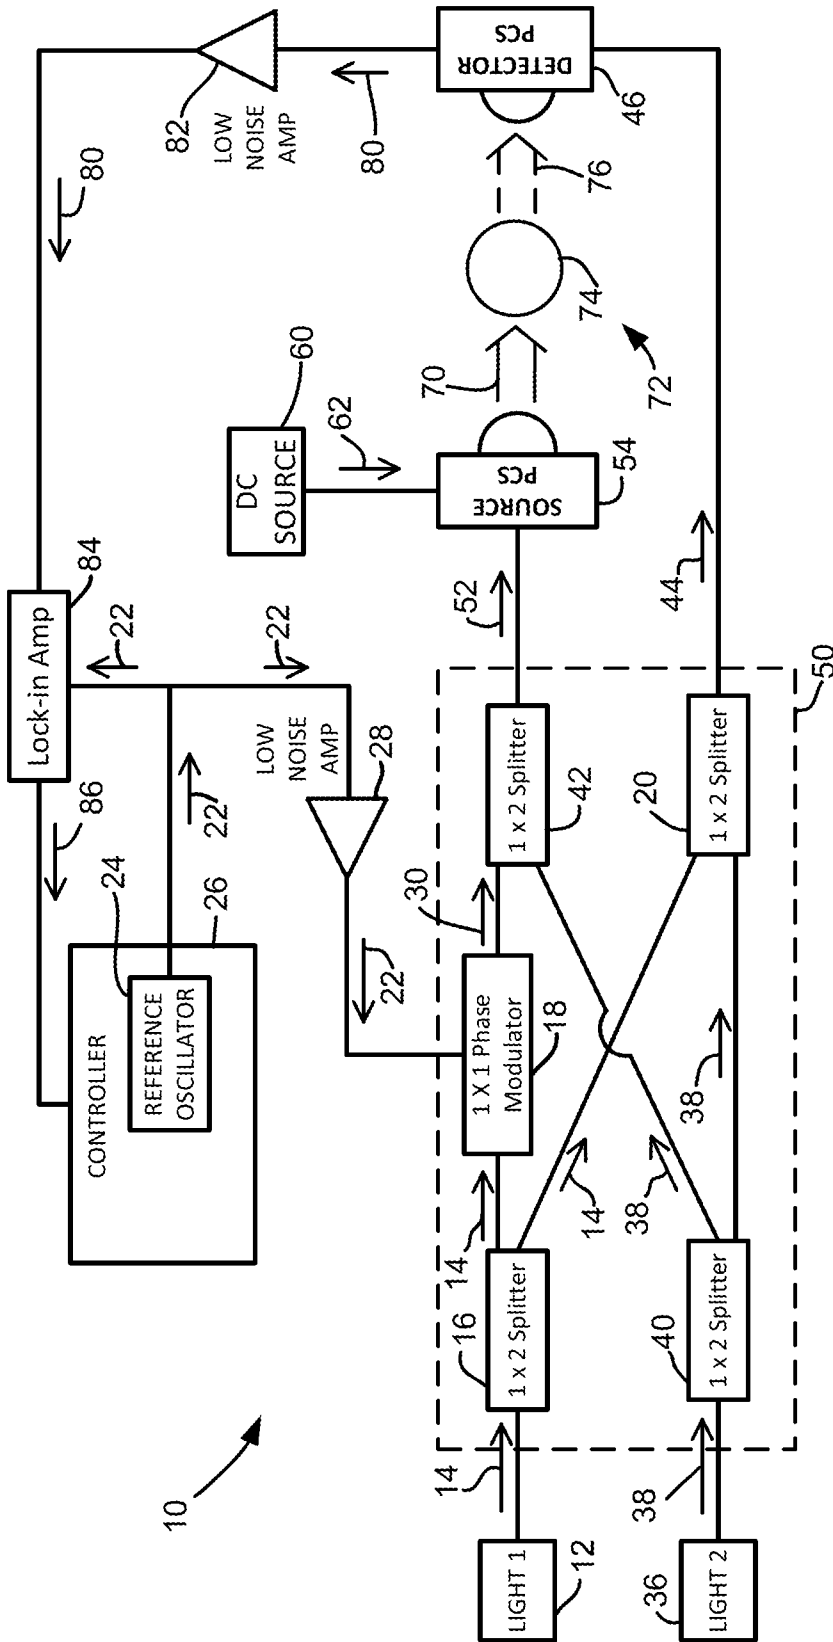 10
CONTROLLER
REFERENCE
OSCILLATOR
24
26
86
22
Lock-in Amp
84
22
22
80
82
LOW
NOISE
AMP
80
LOW
NOISE
AMP
28
22
DC
SOURCE
60
62
LIGHT 1
12
14
1 x 2 Splitter
16
14
1 X 1 Phase
Modulator
18
30
1 x 2 Splitter
42
52
SOURCE
PCS
54
70
72
74
76
DETECTOR
PCS
46
14
38
LIGHT 2
36
38
1 x 2 Splitter
40
38
1 x 2 Splitter
20
44
50